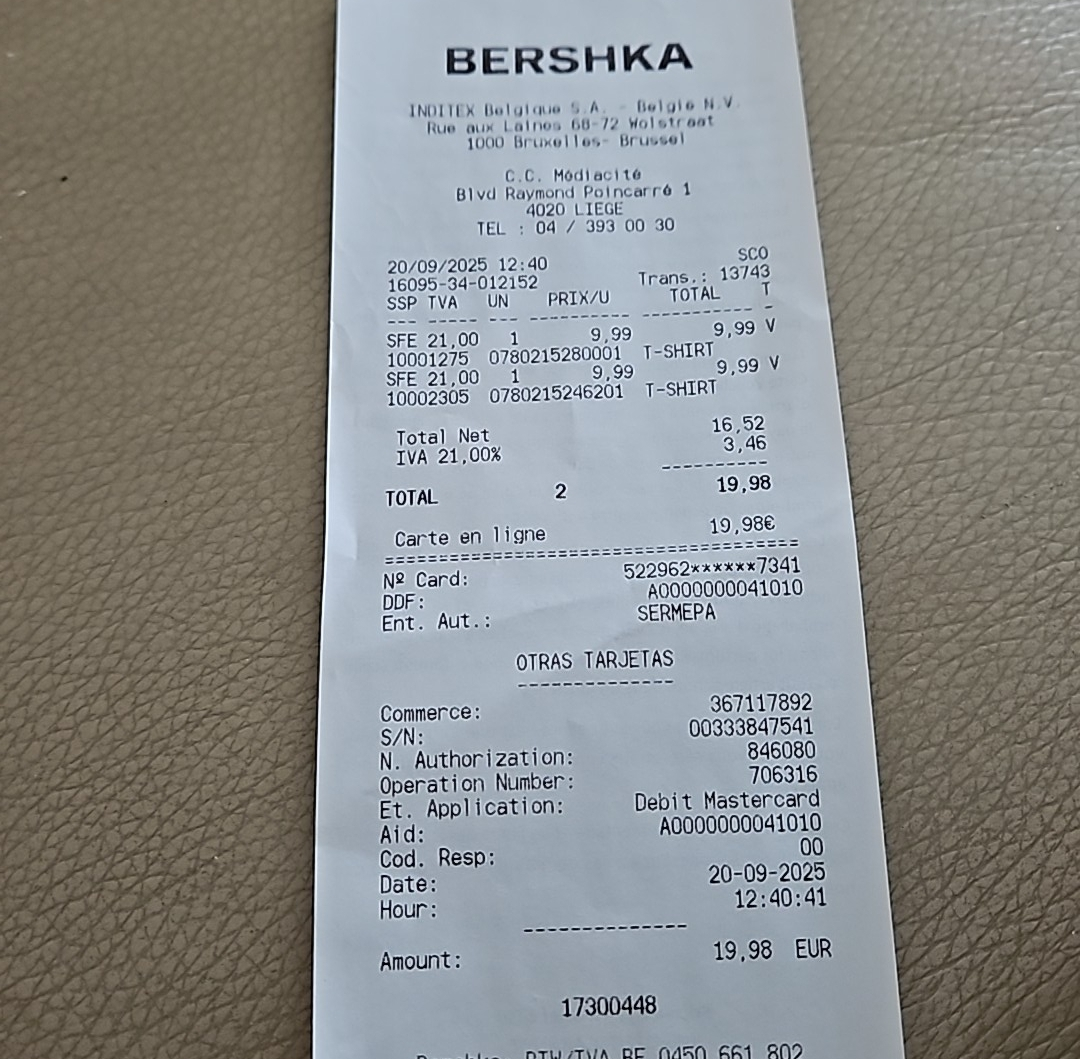 BERSHKA
INDITEX Belgique S.A. - Belgie N.V.
Rue aux Laines 68-72 Wolstraat
1000 Bruxelles- Brussel
C.C. Médiacité
Blvd Raymond Poincarré 1
4020 LIEGE
TEL : 04 / 393 00 30
SCO
20/09/2025 12:40
16095-34-012152 Trans.: 13743
SSP TVA UN PRIX/U TOTAL T
--- ----- --- ---------- ----------- -
SFE 21,00 1 9,99 9,99 V
10001275 0780215280001 T-SHIRT
SFE 21,00 1 9,99 9,99 V
10002305 0780215246201 T-SHIRT
Total Net 16,52
IVA 21,00% 3,46
----------
TOTAL 2 19,98
Carte en ligne 19,98€
========================================
Nº Card: 522962******7341
DDF: A0000000041010
Ent. Aut.: SERMEPA
OTRAS TARJETAS
--------------
Commerce: 367117892
S/N: 00333847541
N. Authorization: 846080
Operation Number: 706316
Et. Application: Debit Mastercard
Aid: A0000000041010
Cod. Resp: 00
Date: 20-09-2025
Hour: 12:40:41
--------------
Amount: 19,98 EUR
17300448
BTW/TVA BE 0450 661 802